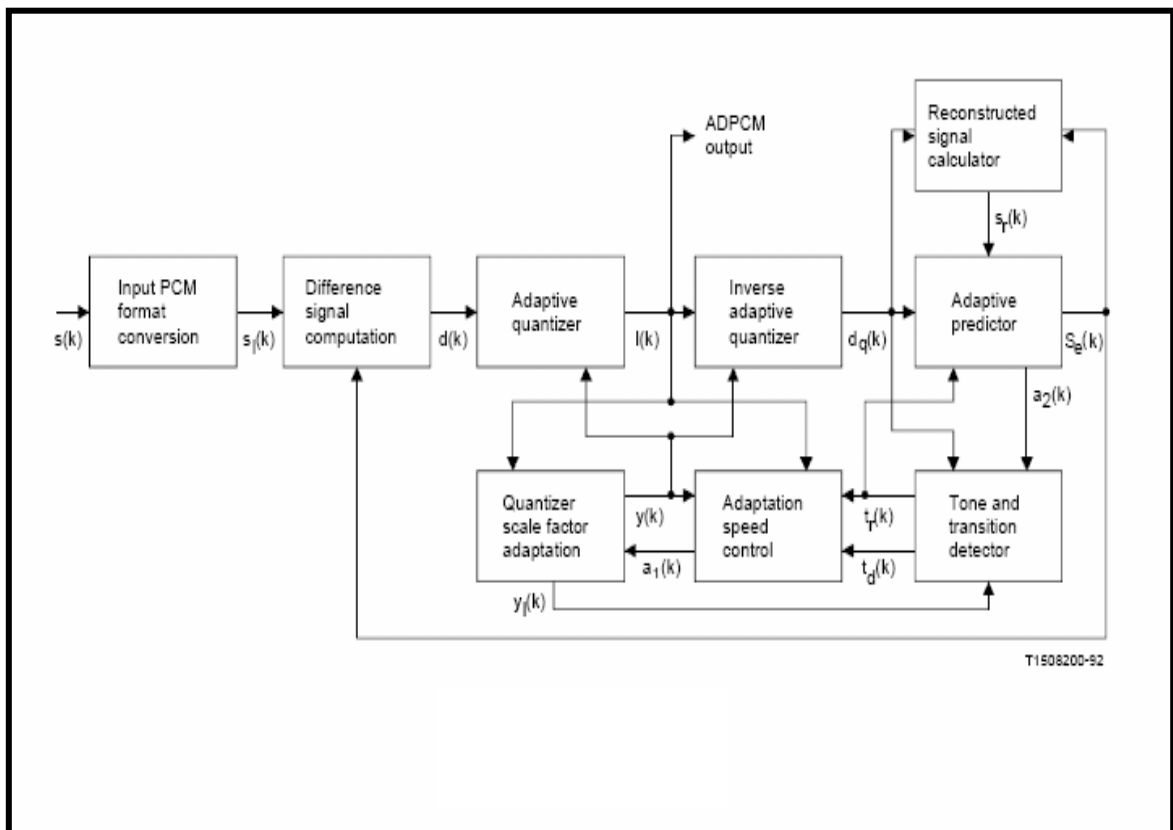 Reconstructed
signal
calculator
ADPCM
output
s_r(k)
Input PCM
format
conversion
Difference
signal
computation
Adaptive
quantizer
Inverse
adaptive
quantizer
Adaptive
predictor
s(k)
s_l(k)
d(k)
I(k)
d_q(k)
S_e(k)
a_2(k)
Quantizer
scale factor
adaptation
y(k)
a_1(k)
Adaptation
speed
control
t_r(k)
t_d(k)
Tone and
transition
detector
y_l(k)
T1508200-92